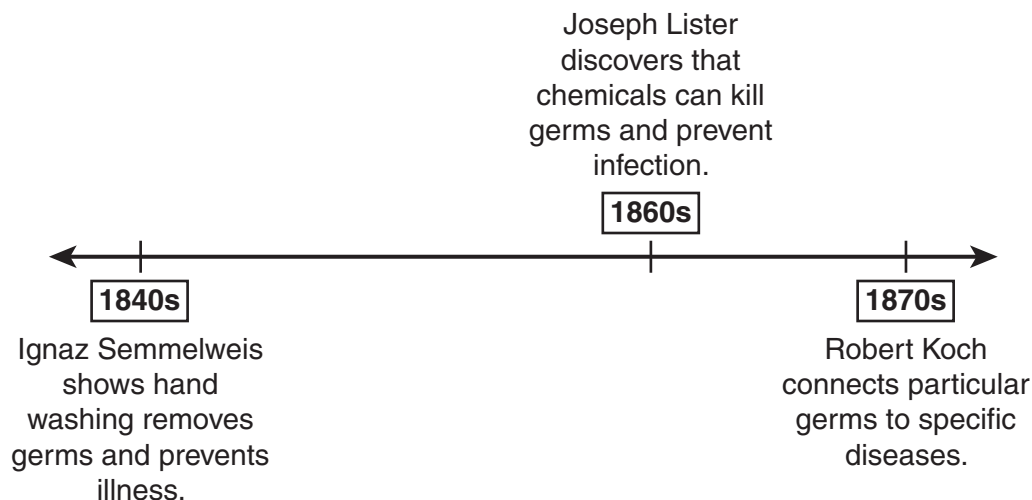 Joseph Lister
discovers that
chemicals can kill
germs and prevent
infection.
1860s
1840s
Ignaz Semmelweis
shows hand
washing removes
germs and prevents
illness.
1870s
Robert Koch
connects particular
germs to specific
diseases.